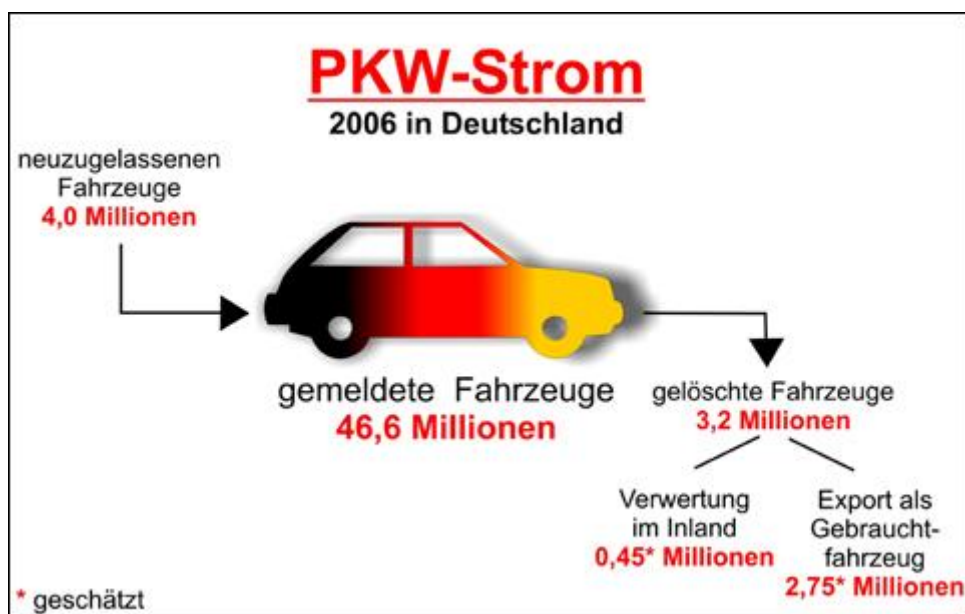 PKW-Strom
2006 in Deutschland
neuzugelassenen
Fahrzeuge
4,0 Millionen
gemeldete Fahrzeuge
46,6 Millionen
gelöschte Fahrzeuge
3,2 Millionen
Verwertung
im Inland
0,45* Millionen
Export als
Gebraucht-
fahrzeug
2,75* Millionen
* geschätzt